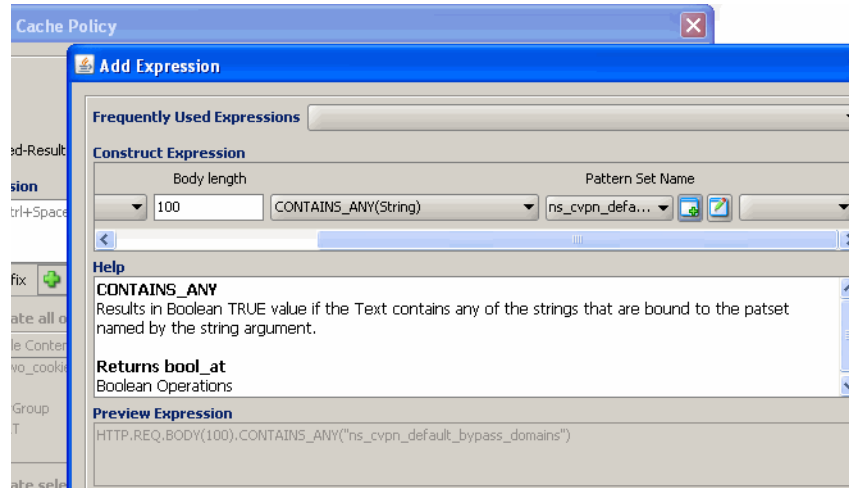 Cache Policy
Add Expression
Frequently Used Expressions
ed-Result
Construct Expression
Body length
Pattern Set Name
sion
trl+Space
100
CONTAINS_ANY(String)
ns_cvpn_defa...
Help
fix
CONTAINS_ANY
Results in Boolean TRUE value if the Text contains any of the strings that are bound to the patset
named by the string argument.
ate all o
le Conten
wo_cookie
Returns bool_at
Boolean Operations
Group
Preview Expression
T
HTTP.REQ.BODY(100).CONTAINS_ANY("ns_cvpn_default_bypass_domains")
ate sele